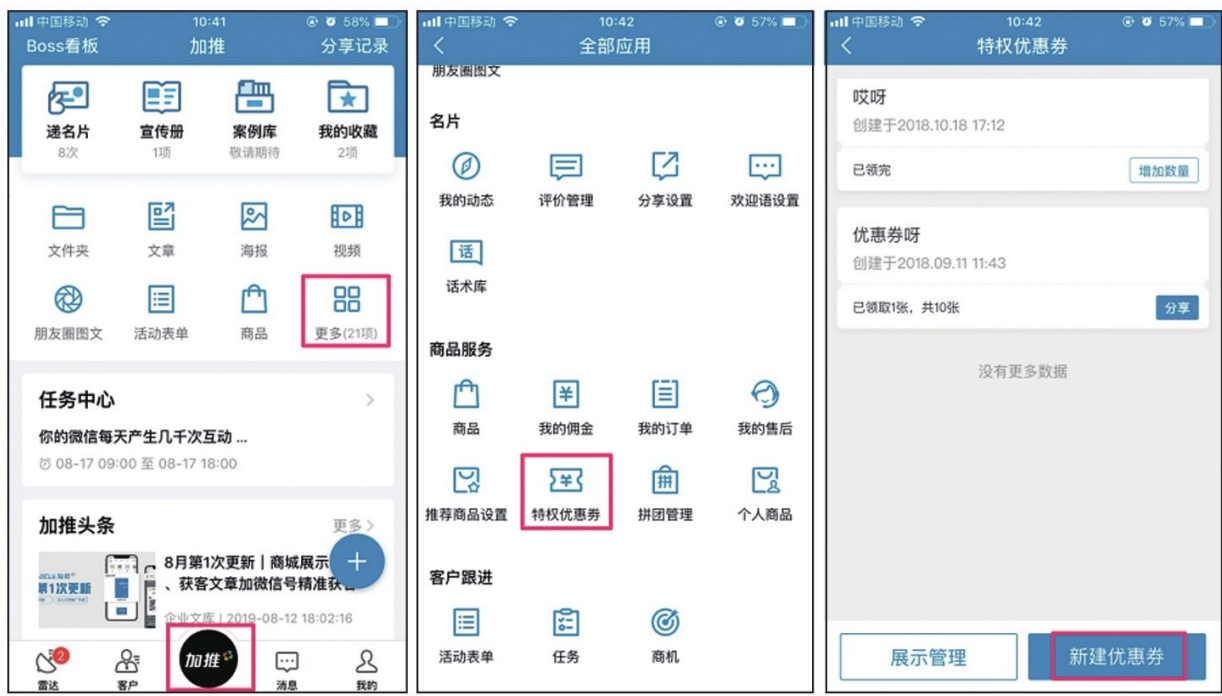 中国移动 10:41 58%
Boss看板 加推 分享记录
递名片 宣传册 案例库 我的收藏
8次 1项 敬请期待 2项
文件夹 文章 海报 视频
朋友圈图文 活动表单 商品 更多(21项)
任务中心
你的微信每天产生几千次互动 ...
08-17 09:00 至 08-17 18:00
加推头条 更多
8月第1次更新｜商城展示
、获客文章加微信号精准获客
第1次更新
企业文库 | 2019-08-12 18:02:16
2
加推
雷达 客户 消息 我的
中国移动 10:42 57%
全部应用
朋友圈图文
名片
我的动态 评价管理 分享设置 欢迎语设置
话
话术库
商品服务
商品 我的佣金 我的订单 我的售后
拼
推荐商品设置 特权优惠券 拼团管理 个人商品
客户跟进
活动表单 任务 商机
中国移动 10:42 57%
特权优惠券
哎呀
创建于2018.10.18 17:12
已领完 增加数量
优惠券呀
创建于2018.09.11 11:43
已领取1张，共10张 分享
没有更多数据
展示管理 新建优惠券